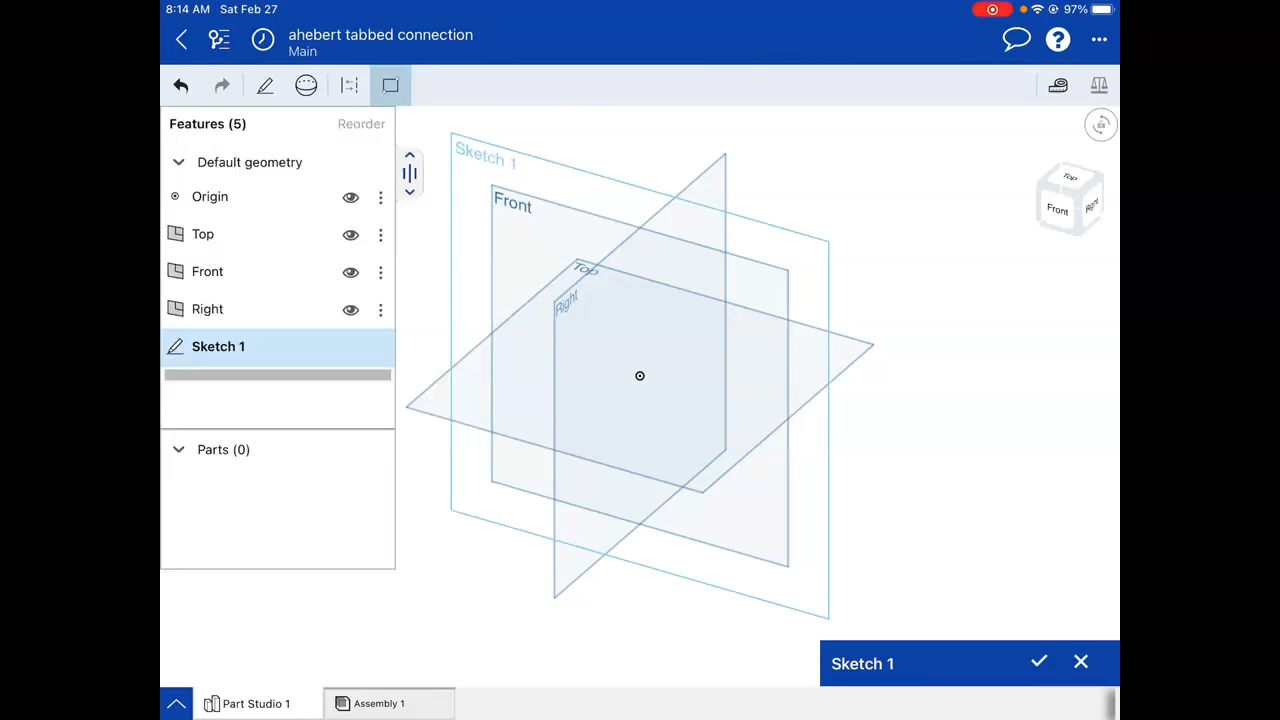 8:14 AM Sat Feb 27
97%
ahebert tabbed connection
Main
Features (5)
Reorder
Default geometry
Origin
Top
Front
Right
Sketch 1
Parts (0)
Sketch 1
Front
Top
Right
Top
Front
Right
Sketch 1
Part Studio 1
Assembly 1